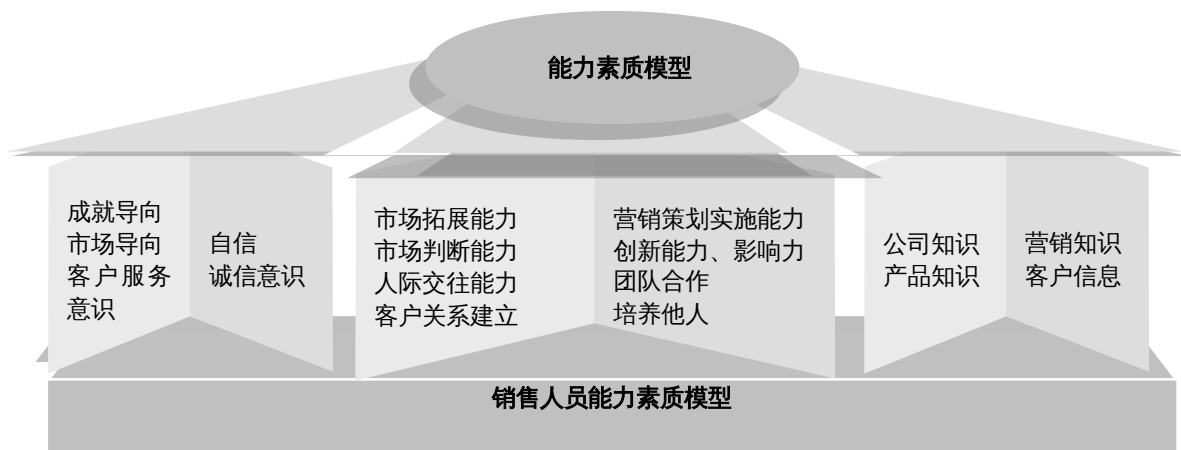 能力素质模型
成就导向
市场导向
客户服务
意识
自信
诚信意识
市场拓展能力
市场判断能力
人际交往能力
客户关系建立
营销策划实施能力
创新能力、影响力
团队合作
培养他人
公司知识
产品知识
营销知识
客户信息
销售人员能力素质模型